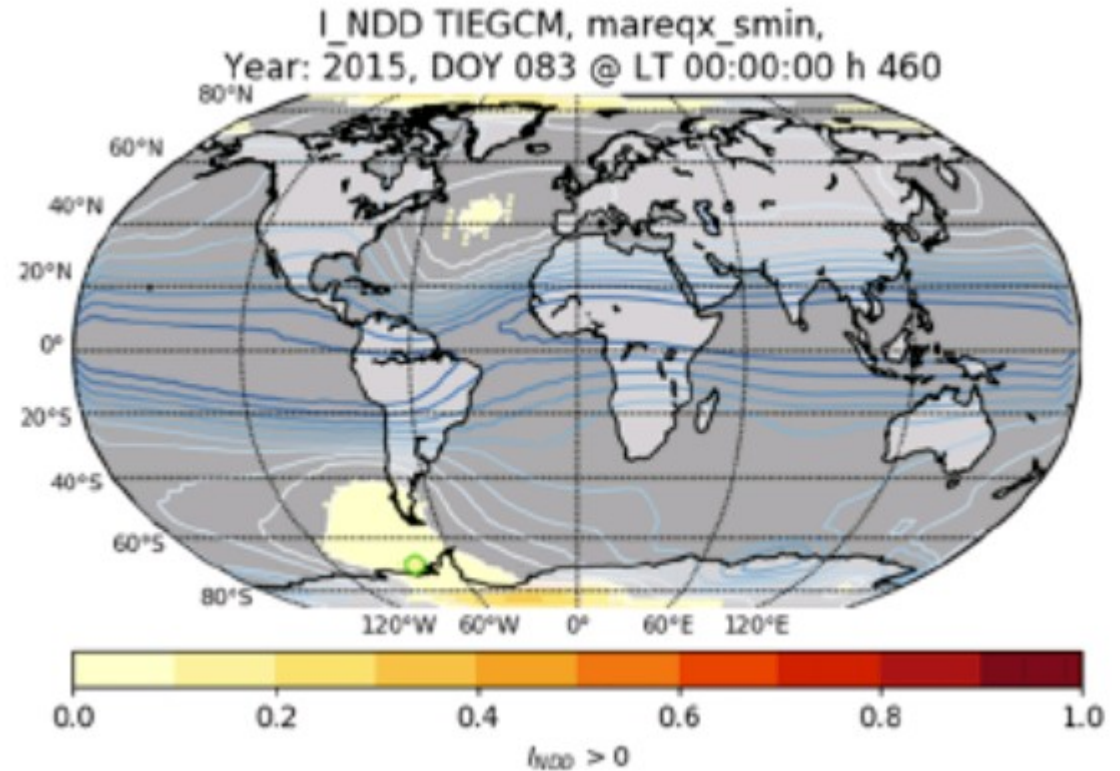 I_NDD TIEGCM, mareqx_smin,
Year: 2015, DOY 083 @ LT 00:00:00 h 460
80°N
60°N
40°N
20°N
0°
20°S
40°S
60°S
80°S
120°W 60°W 0° 60°E 120°E
0.0 0.2 0.4 0.6 0.8 1.0
I_NDD > 0